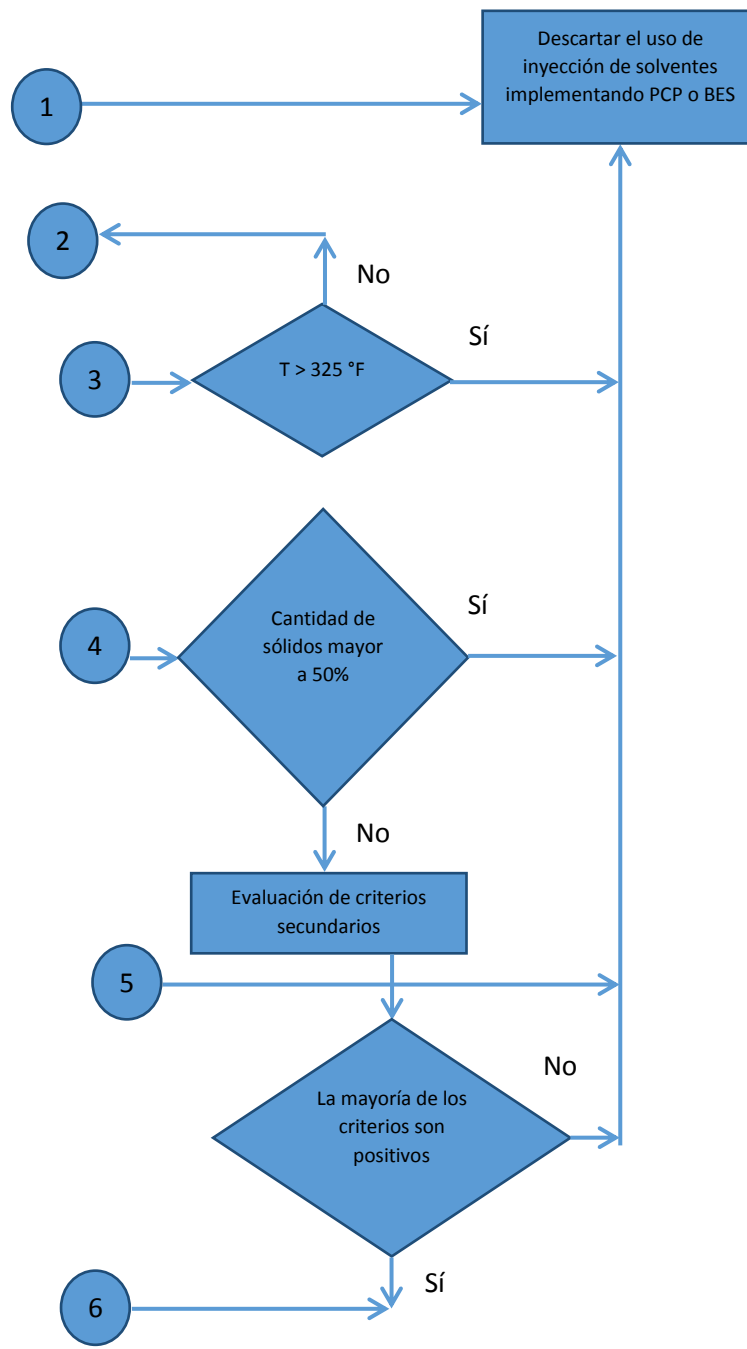 Descartar el uso de
inyección de solventes
implementando PCP o BES
1
2
No
Sí
3
T > 325 °F
Sí
4
Cantidad de
sólidos mayor
a 50%
No
Evaluación de criterios
secundarios
5
No
La mayoría de los
criterios son
positivos
Sí
6